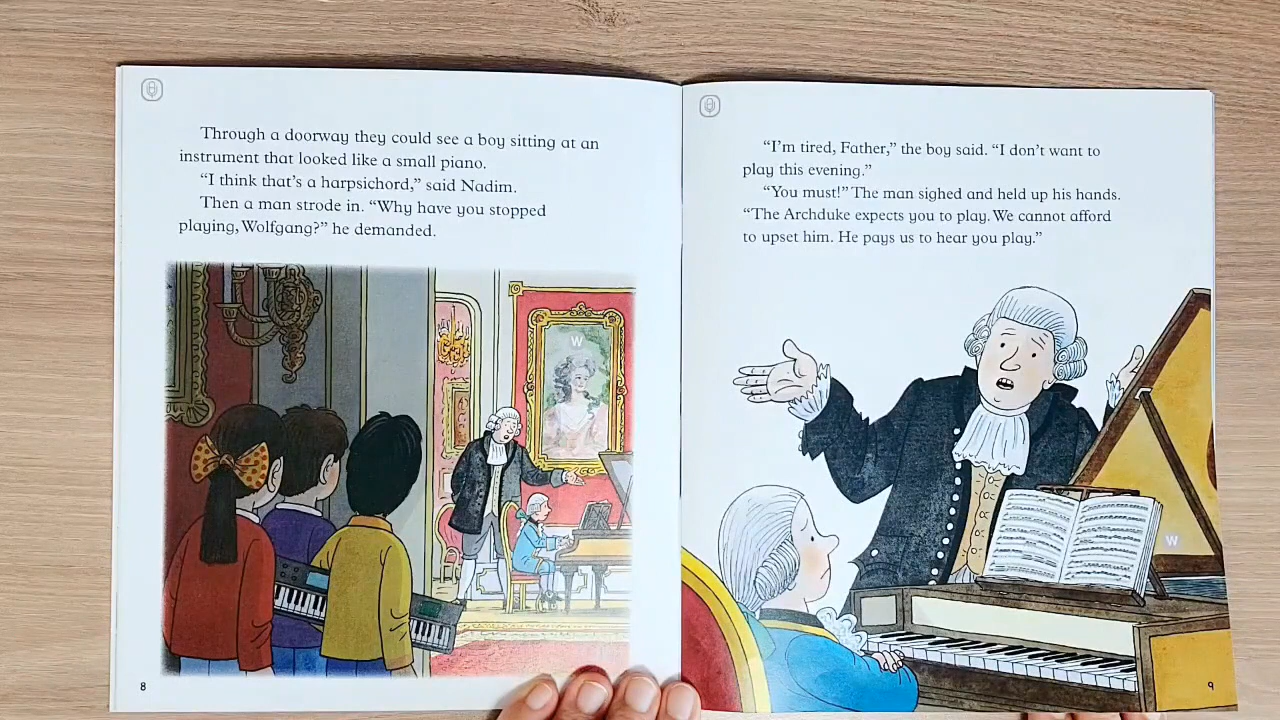 Through a doorway they could see a boy sitting at an
instrument that looked like a small piano.
“I think that’s a harpsichord,” said Nadim.
Then a man strode in. “Why have you stopped
playing, Wolfgang?” he demanded.
W
8
“I’m tired, Father,” the boy said. “I don’t want to
play this evening.”
“You must!” The man sighed and held up his hands.
“The Archduke expects you to play. We cannot afford
to upset him. He pays us to hear you play.”
W
9